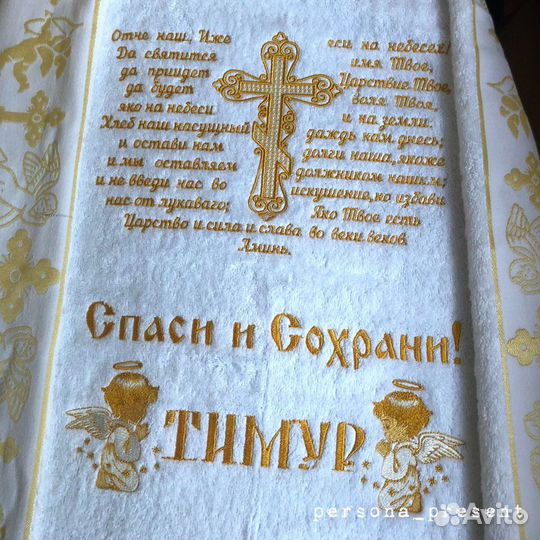 Отче наш, Иже еси на небесех!
Да святится имя Твое,
да приидет Царствие Твое,
да будет воля Твоя,
яко на небеси и на земли.
Хлеб наш насущный даждь нам днесь;
и остави нам долги наша, якоже
и мы оставляем должником нашим;
и не введи нас во искушение, но избави
нас от лукаваго; Яко Твое есть
Царство и сила и слава во веки веков.
Аминь.
Спаси и Сохрани!
ТИМУР
persona_present
Avito